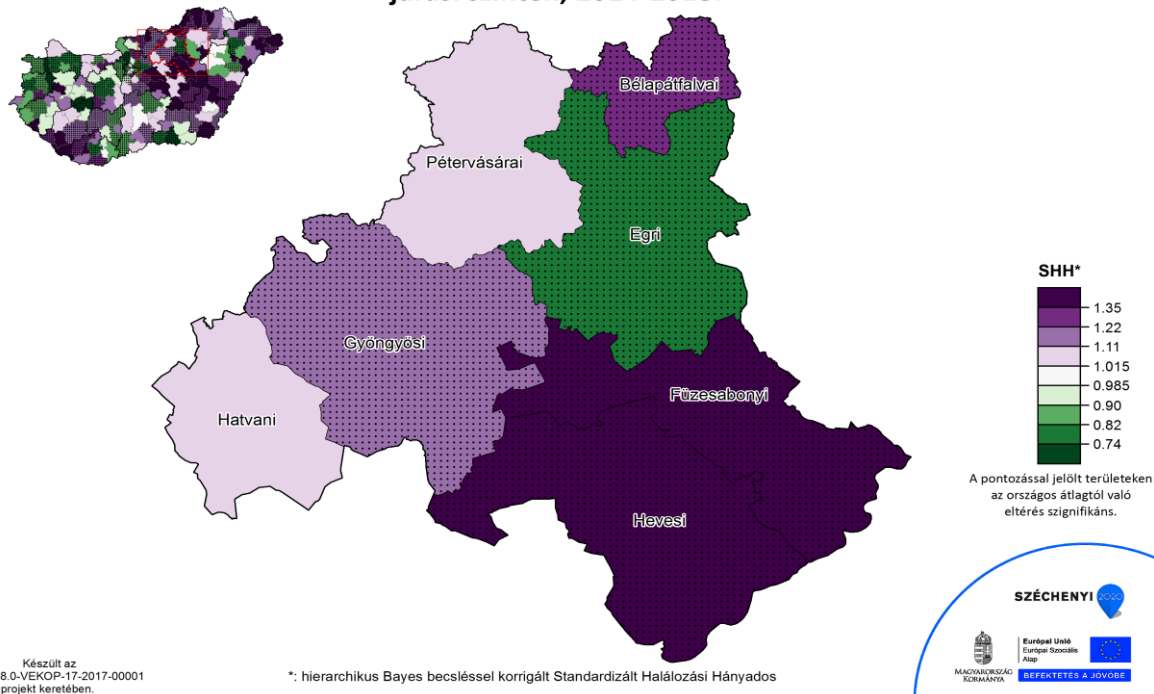 Bélapátfalvai
Pétervásárai
Egri
Gyöngyösi
Füzesabonyi
Hatvani
Hevesi
SHH*
1.35
1.22
1.11
1.015
0.985
0.90
0.82
0.74
A pontozással jelölt területeken
az országos átlagtól való
eltérés szignifikáns.
SZÉCHENYI 2020
MAGYARORSZÁG
KORMÁNYA
Európai Unió
Európai Szociális
Alap
BEFEKTETÉS A JÖVŐBE
Készült az
8.0-VEKOP-17-2017-00001
projekt keretében.
*: hierarchikus Bayes becsléssel korrigált Standardizált Halálozási Hányados